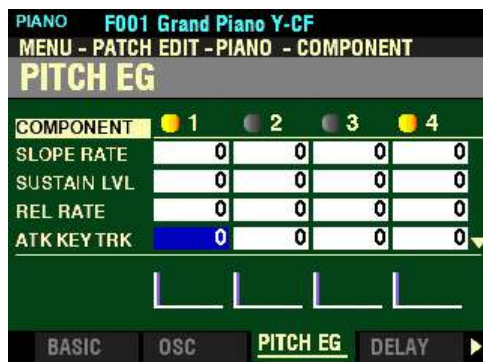 PIANO F001 Grand Piano Y-CF
MENU - PATCH EDIT - PIANO - COMPONENT
PITCH EG
COMPONENT 1 2 3 4
SLOPE RATE 0 0 0 0
SUSTAIN LVL 0 0 0 0
REL RATE 0 0 0 0
ATK KEY TRK 0 0 0 0
BASIC OSC PITCH EG DELAY